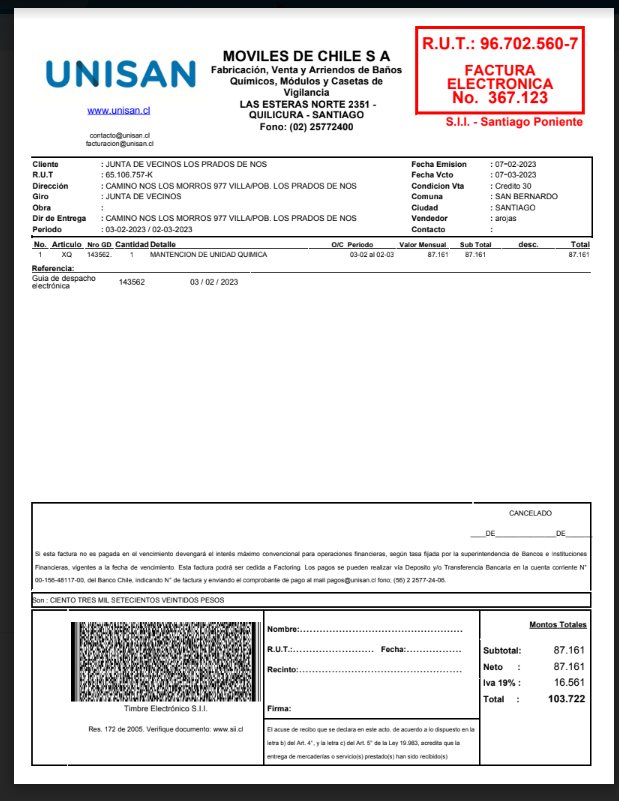 UNISAN
www.unisan.cl
contacto@unisan.cl
facturacion@unisan.cl
MOVILES DE CHILE S A
Fabricación, Venta y Arriendos de Baños
Químicos, Módulos y Casetas de
Vigilancia
LAS ESTERAS NORTE 2351 -
QUILICURA - SANTIAGO
Fono: (02) 25772400
R.U.T.: 96.702.560-7
FACTURA
ELECTRONICA
No. 367.123
S.I.I. - Santiago Poniente
Cliente : JUNTA DE VECINOS LOS PRADOS DE NOS
R.U.T : 65.106.757-K
Dirección : CAMINO NOS LOS MORROS 977 VILLA/POB. LOS PRADOS DE NOS
Giro : JUNTA DE VECINOS
Obra :
Dir de Entrega : CAMINO NOS LOS MORROS 977 VILLA/POB. LOS PRADOS DE NOS
Periodo : 03-02-2023 / 02-03-2023
Fecha Emision : 07-02-2023
Fecha Vcto : 07-03-2023
Condicion Vta : Credito 30
Comuna : SAN BERNARDO
Ciudad : SANTIAGO
Vendedor : arojas
Contacto :
No. Articulo Nro GD Cantidad Detalle O/C Periodo Valor Mensual Sub Total desc. Total
1 XQ 143562. 1 MANTENCION DE UNIDAD QUIMICA 03-02 al 02-03 87.161 87.161 87.161
Referencia:
Guia de despacho
electrónica 143562 03 / 02 / 2023
CANCELADO
____DE______________DE______
Si esta factura no es pagada en el vencimiento devengará el interés máximo convencional para operaciones financieras, según tasa fijada por la superintendencia de Bancos e Instituciones
Financieras, vigentes a la fecha de vencimiento. Esta factura podrá ser cedida a Factoring. Los pagos se pueden realizar vía Deposito y/o Transferencia Bancaria en la cuenta corriente N°
00-156-48117-00, del Banco Chile, indicando N° de factura y enviando el comprobante de pago al mail pagos@unisan.cl fono: (56) 2 2577-24-06.
Son : CIENTO TRES MIL SETECIENTOS VEINTIDOS PESOS
Timbre Electrónico S.I.I.
Res. 172 de 2005. Verifique documento: www.sii.cl
Nombre:..............................................
R.U.T.:........................ Fecha:................
Recinto:..............................................
Firma:
El acuse de recibo que se declara en este acto. de acuerdo a lo dispuesto en la
letra b) del Art. 4°, y la letra c) del Art. 5° de la Ley 19.983, acredita que la
entrega de mercaderías o servicio(s) prestado(s) han sido recibido(s)
Montos Totales
Subtotal: 87.161
Neto : 87.161
Iva 19% : 16.561
Total : 103.722